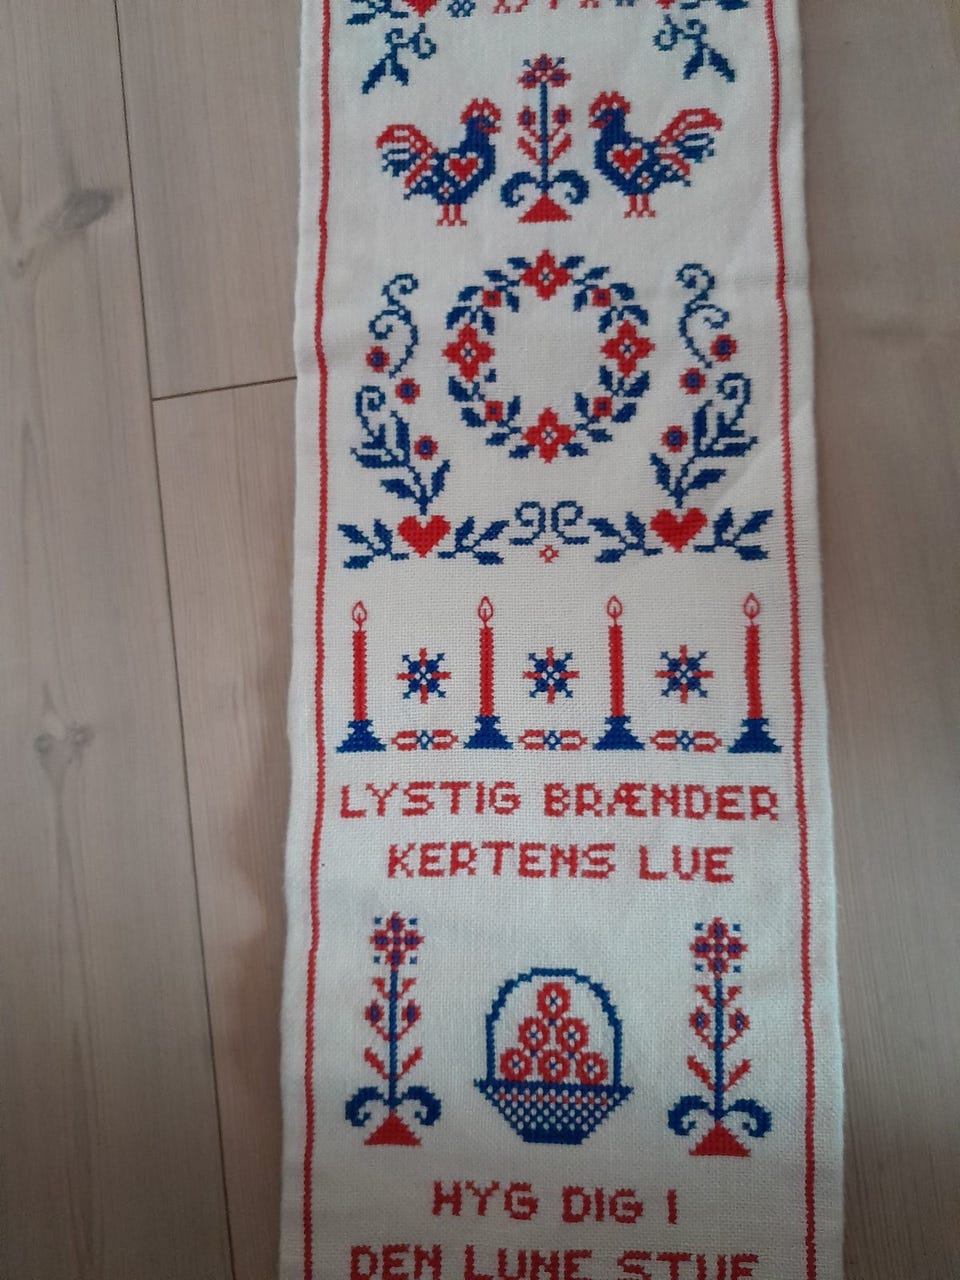 LYSTIG BRÆNDER
KERTENS LUE
HYG DIG I
DEN LUNE STUE